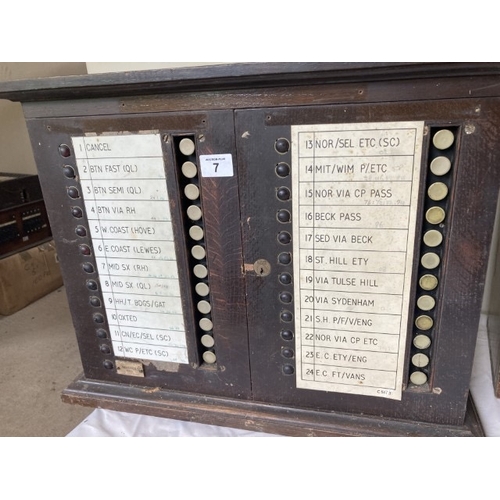 7
1 CANCEL
2 BTN FAST (QL)
3 BTN SEMI (QL)
4 BTN VIA RH
5 W.COAST (HOVE)
6 E.COAST (LEWES)
7 MID SX (RH)
8 MID SX (QL)
9 HH/T. BDGS/GAT
10 OXTED
11 CN/EC/SEL (SC)
12 WC P/ETC (SC)
13 NOR/SEL ETC (SC)
14 MIT/WIM P/ETC
15 NOR VIA CP PASS
16 BECK PASS
17 SED VIA BECK
18 ST. HILL ETY
19 VIA TULSE HILL
20 VIA SYDENHAM
21 S.H. P/F/V/ENG
22 NOR VIA CP ETC
23 E.C. ETY/ENG
24 E.C. FT/VANS